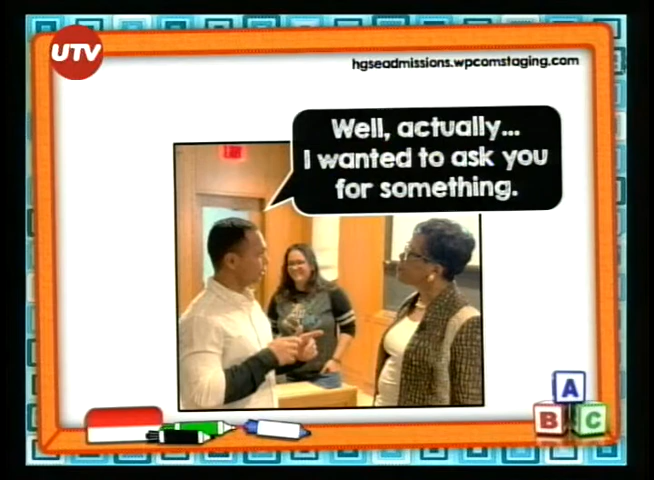 UTV
hgseadmissions.wpcomstaging.com
Well, actually...
I wanted to ask you
for something.
A
B C